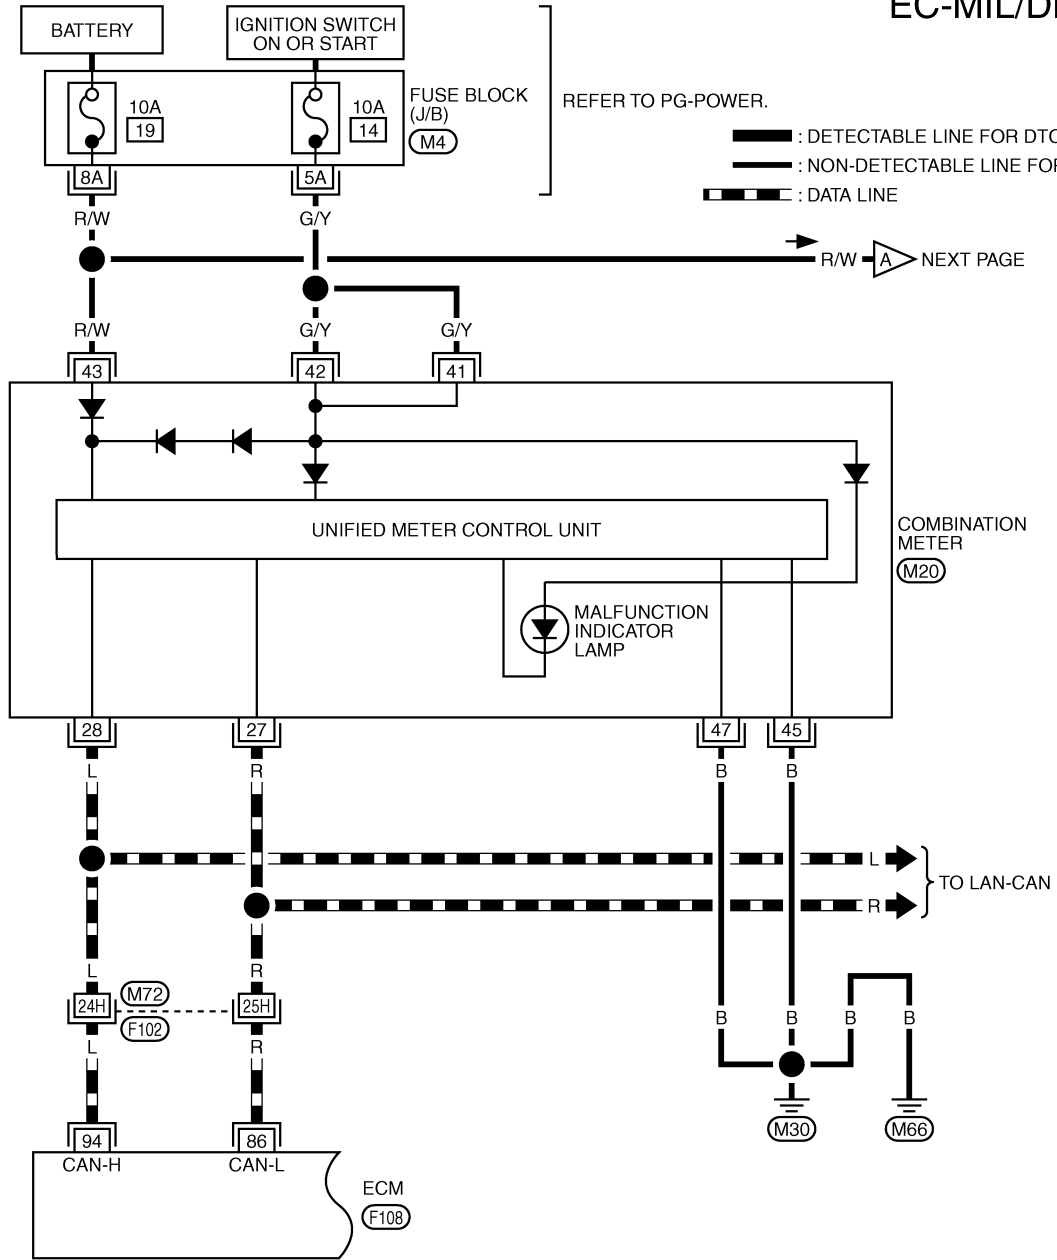 EC-MIL/DL
BATTERY
IGNITION SWITCH
ON OR START
10A
19
10A
14
FUSE BLOCK
(J/B)
M4
REFER TO PG-POWER.
: DETECTABLE LINE FOR DTC
: NON-DETECTABLE LINE FOR
: DATA LINE
8A
5A
R/W
G/Y
R/W
A
NEXT PAGE
R/W
G/Y
G/Y
43
42
41
UNIFIED METER CONTROL UNIT
COMBINATION
METER
M20
MALFUNCTION
INDICATOR
LAMP
28
27
47
45
L
R
B
B
L
R
TO LAN-CAN
L
R
24H
M72
F102
25H
B
B
B
B
L
R
M30
M66
94
86
CAN-H
CAN-L
ECM
F108